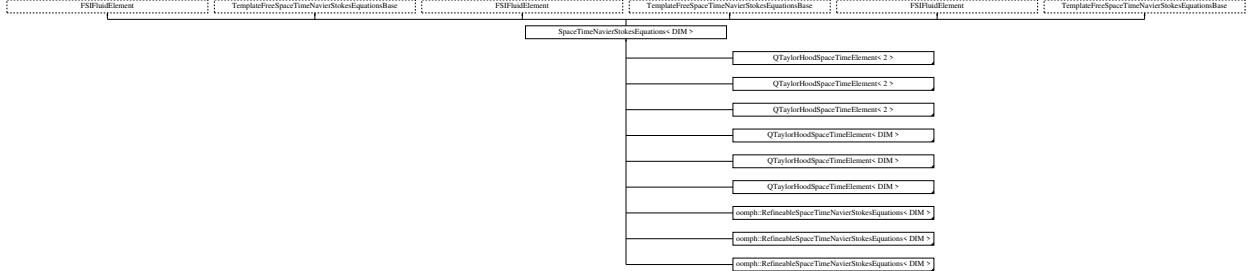 FSIFluidElement
TemplateFreeSpaceTimeNavierStokesEquationsBase
FSIFluidElement
TemplateFreeSpaceTimeNavierStokesEquationsBase
FSIFluidElement
TemplateFreeSpaceTimeNavierStokesEquationsBase
SpaceTimeNavierStokesEquations< DIM >
QTaylorHoodSpaceTimeElement< 2 >
QTaylorHoodSpaceTimeElement< 2 >
QTaylorHoodSpaceTimeElement< 2 >
QTaylorHoodSpaceTimeElement< DIM >
QTaylorHoodSpaceTimeElement< DIM >
QTaylorHoodSpaceTimeElement< DIM >
oomph::RefineableSpaceTimeNavierStokesEquations< DIM >
oomph::RefineableSpaceTimeNavierStokesEquations< DIM >
oomph::RefineableSpaceTimeNavierStokesEquations< DIM >